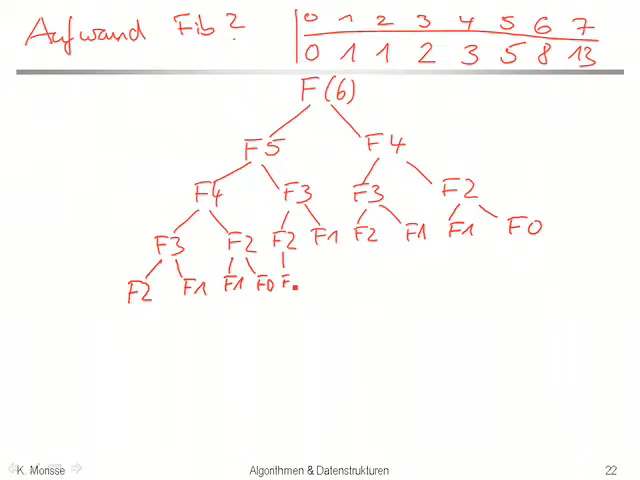 Aufwand Fib?
0 1 2 3 4 5 6 7
0 1 1 2 3 5 8 13
F(6)
F5 F4
F4 F3 F3 F2
F3 F2 F2 F1 F2 F1 F1 F0
F2 F1 F1 F0 F
K. Morisse Algorithmen & Datenstrukturen 22